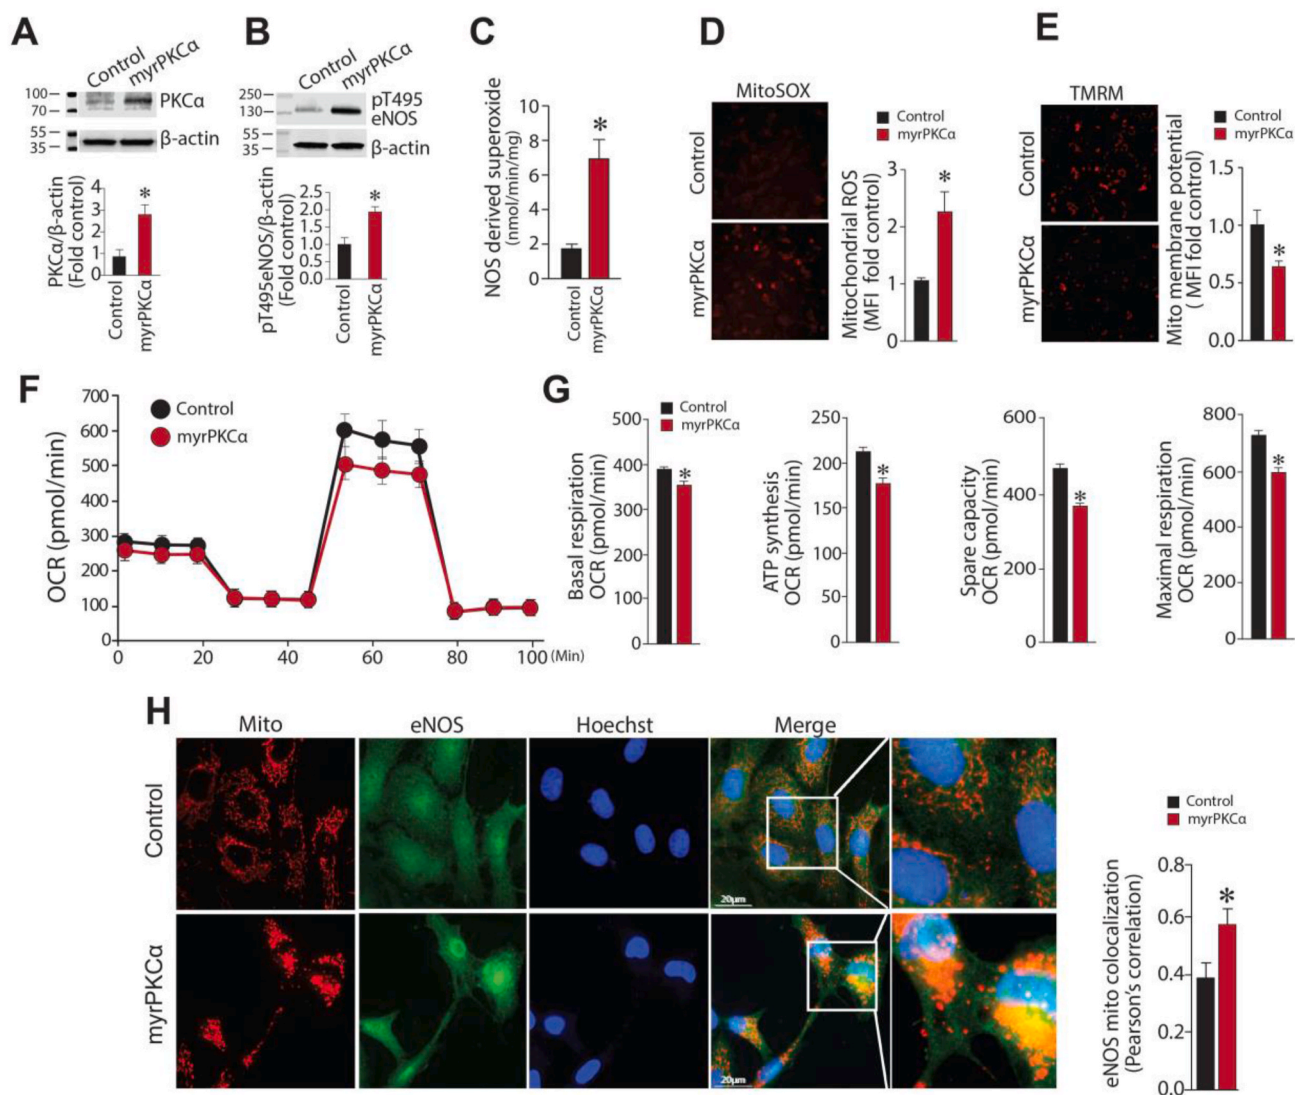 A
Control
myrPKCα
100
70
PKCα
55
35
β-actin
PKCα/β-actin
(Fold control)
4
3
2
1
0
*
Control
myrPKCα
B
Control
myrPKCα
250
130
pT495
eNOS
55
35
β-actin
pT495eNOS/β-actin
(Fold control)
2.5
2.0
1.5
1.0
0.5
0.0
*
Control
myrPKCα
C
NOS derived superoxide
(nmol/min/mg)
10
8
6
4
2
0
*
Control
myrPKCα
D
MitoSOX
Control
myrPKCα
Control
myrPKCα
Mitochondrial ROS
(MFI fold control)
3
2
1
0
*
E
TMRM
Control
myrPKCα
Control
myrPKCα
Mito membrane potential
( MFI fold control)
1.5
1.0
0.5
0.0
*
F
OCR (pmol/min)
700
600
500
400
300
200
100
0
Control
myrPKCα
0 20 40 60 80 100 (Min)
G
Control
myrPKCα
Basal respiration
OCR (pmol/min)
500
400
300
200
100
0
*
ATP synthesis
OCR (pmol/min)
250
200
150
100
50
0
*
Spare capacity
OCR (pmol/min)
600
400
200
0
*
Maximal respiration
OCR (pmol/min)
800
600
400
200
0
*
H
Mito eNOS Hoechst Merge
Control
20μm
myrPKCα
20μm
Control
myrPKCα
eNOS mito colocalization
(Pearson's correlation)
0.8
0.6
0.4
0.2
0.0
*